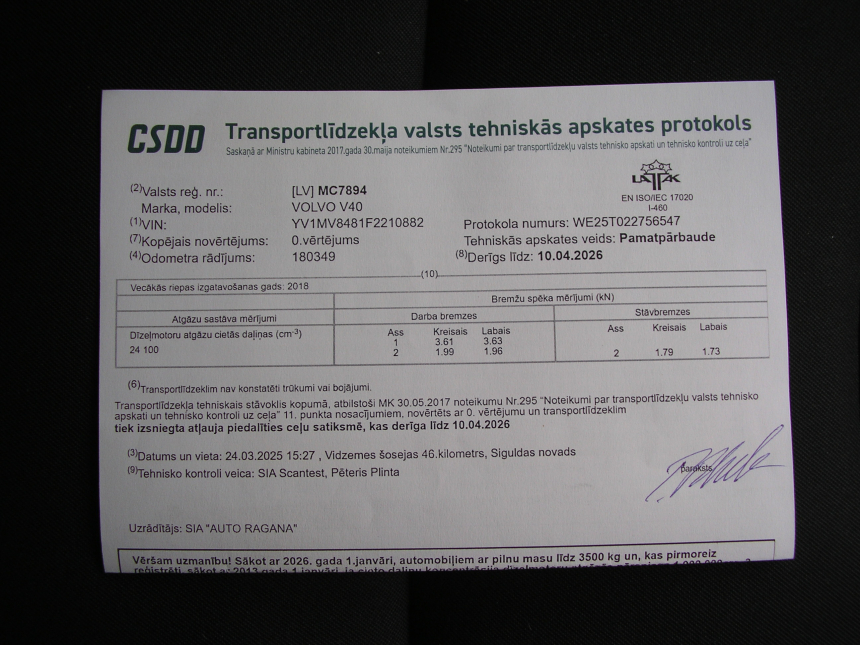 CSDD
Transportlīdzekļa valsts tehniskās apskates protokols
Saskaņā ar Ministru kabineta 2017.gada 30.maija noteikumiem Nr.295 "Noteikumi par transportlīdzekļu valsts tehnisko apskati un tehnisko kontroli uz ceļa"
LATAK
EN ISO/IEC 17020
I-460
(2)Valsts reģ. nr.: [LV] MC7894
Marka, modelis: VOLVO V40
(1)VIN: YV1MV8481F2210882 Protokola numurs: WE25T022756547
(7)Kopējais novērtējums: 0.vērtējums Tehniskās apskates veids: Pamatpārbaude
(4)Odometra rādījums: 180349 (8)Derīgs līdz: 10.04.2026
(10)
Vecākās riepas izgatavošanas gads: 2018
Bremžu spēka mērījumi (kN)
Atgāzu sastāva mērījumi Darba bremzes Stāvbremzes
Dīzeļmotoru atgāzu cietās daļiņas (cm-3) Ass Kreisais Labais Ass Kreisais Labais
24 100 1 3.61 3.63
2 1.99 1.96 2 1.79 1.73
(6)Transportlīdzeklim nav konstatēti trūkumi vai bojājumi.
Transportlīdzekļa tehniskais stāvoklis kopumā, atbilstoši MK 30.05.2017 noteikumu Nr.295 "Noteikumi par transportlīdzekļu valsts tehnisko
apskati un tehnisko kontroli uz ceļa" 11. punkta nosacījumiem, novērtēts ar 0. vērtējumu un transportlīdzeklim
tiek izsniegta atļauja piedalīties ceļu satiksmē, kas derīga līdz 10.04.2026
(3)Datums un vieta: 24.03.2025 15:27 , Vidzemes šosejas 46.kilometrs, Siguldas novads
(9)Tehnisko kontroli veica: SIA Scantest, Pēteris Plinta
paraksts
Uzrādītājs: SIA "AUTO RAGANA"
Vēršam uzmanību! Sākot ar 2026. gada 1.janvāri, automobiļiem ar pilnu masu līdz 3500 kg un, kas pirmoreiz